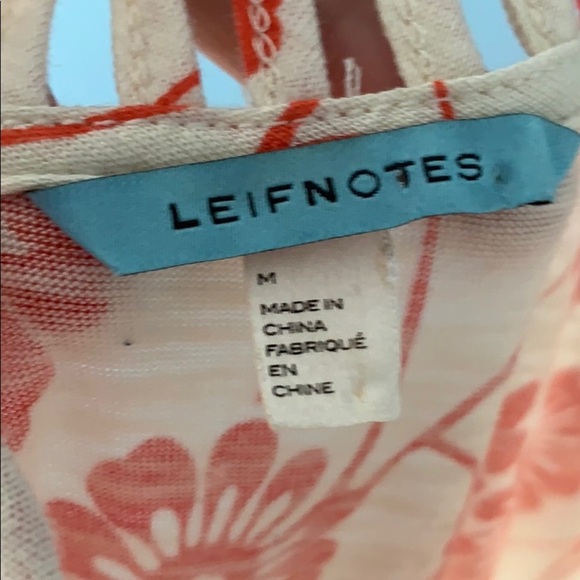 LEIFNOTES
M
MADE IN
CHINA
FABRIQUÉ
EN
CHINE